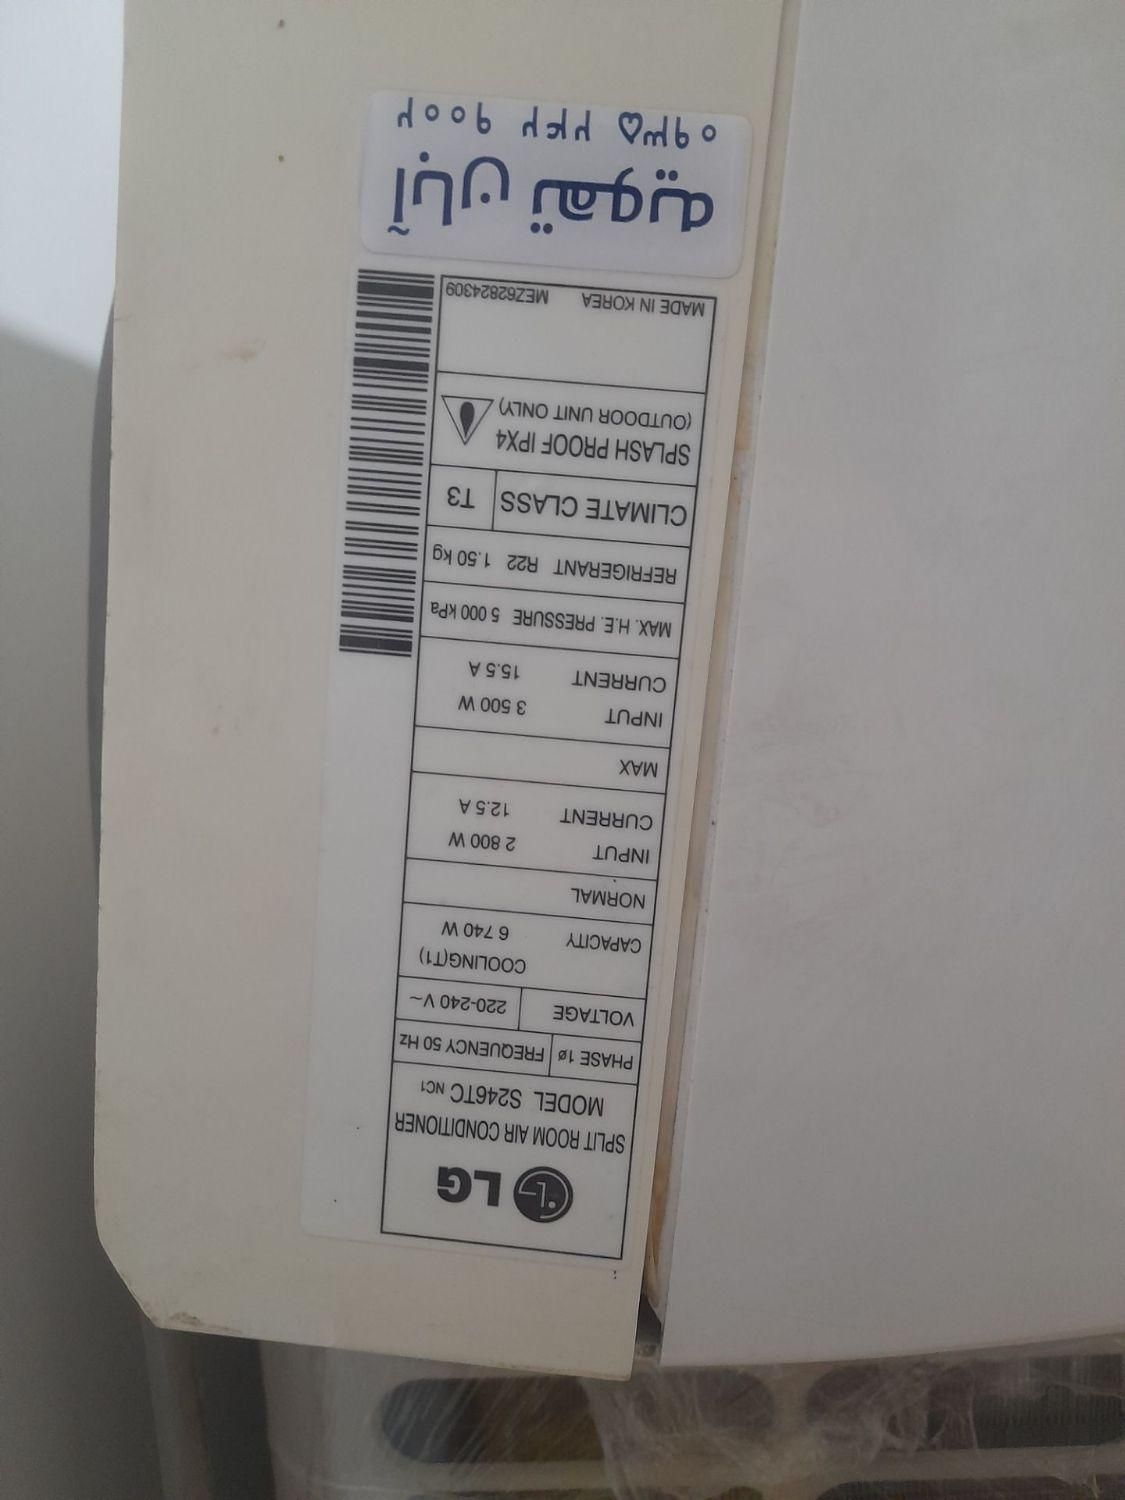 LG
SPLIT ROOM AIR CONDITIONER
MODEL S246TC NC1
PHASE 1ø FREQUENCY 50 Hz
VOLTAGE 220-240 V~
COOLING(T1)
CAPACITY 6 740 W
NORMAL
INPUT 2 800 W
CURRENT 12.5 A
MAX
INPUT 3 500 W
CURRENT 15.5 A
MAX. H.E. PRESSURE 5 000 kPa
REFRIGERANT R22 1.50 kg
CLIMATE CLASS T3
SPLASH PROOF IPX4
(OUTDOOR UNIT ONLY)
MADE IN KOREA MEZ62824309
آبان تهویه
۰۹۳۵ ۲۴۲ ۹۰۰۲